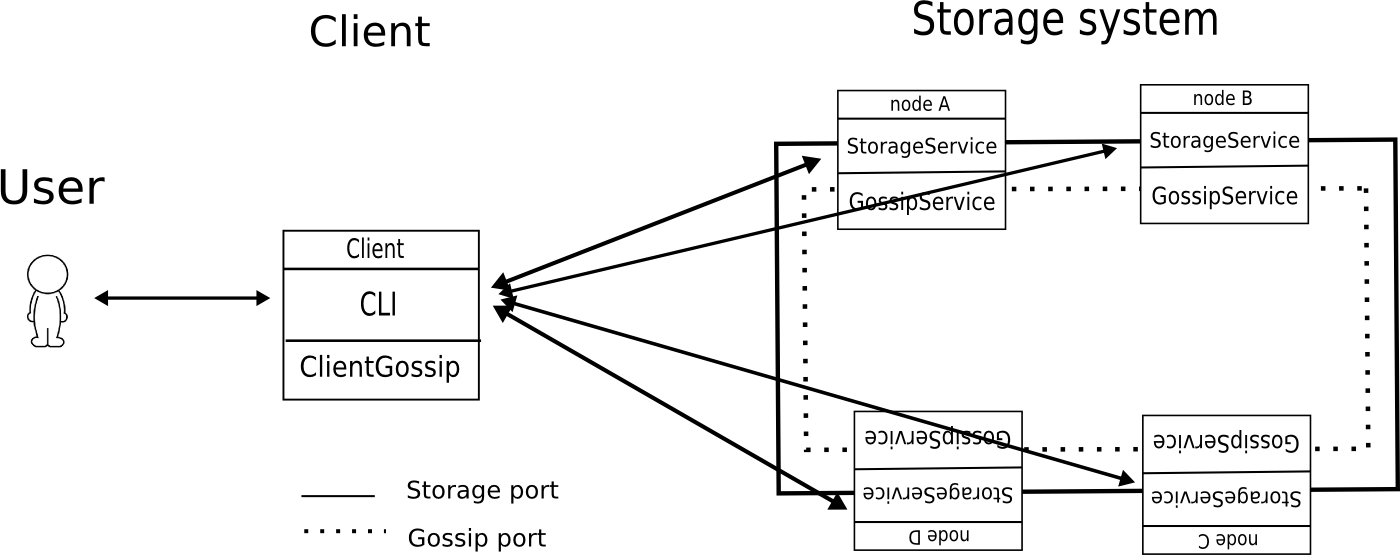 Client
Storage system
User
node A
StorageService
GossipService
node B
StorageService
GossipService
Client
CLI
ClientGossip
GossipService
StorageService
node D
GossipService
StorageService
node C
Storage port
Gossip port